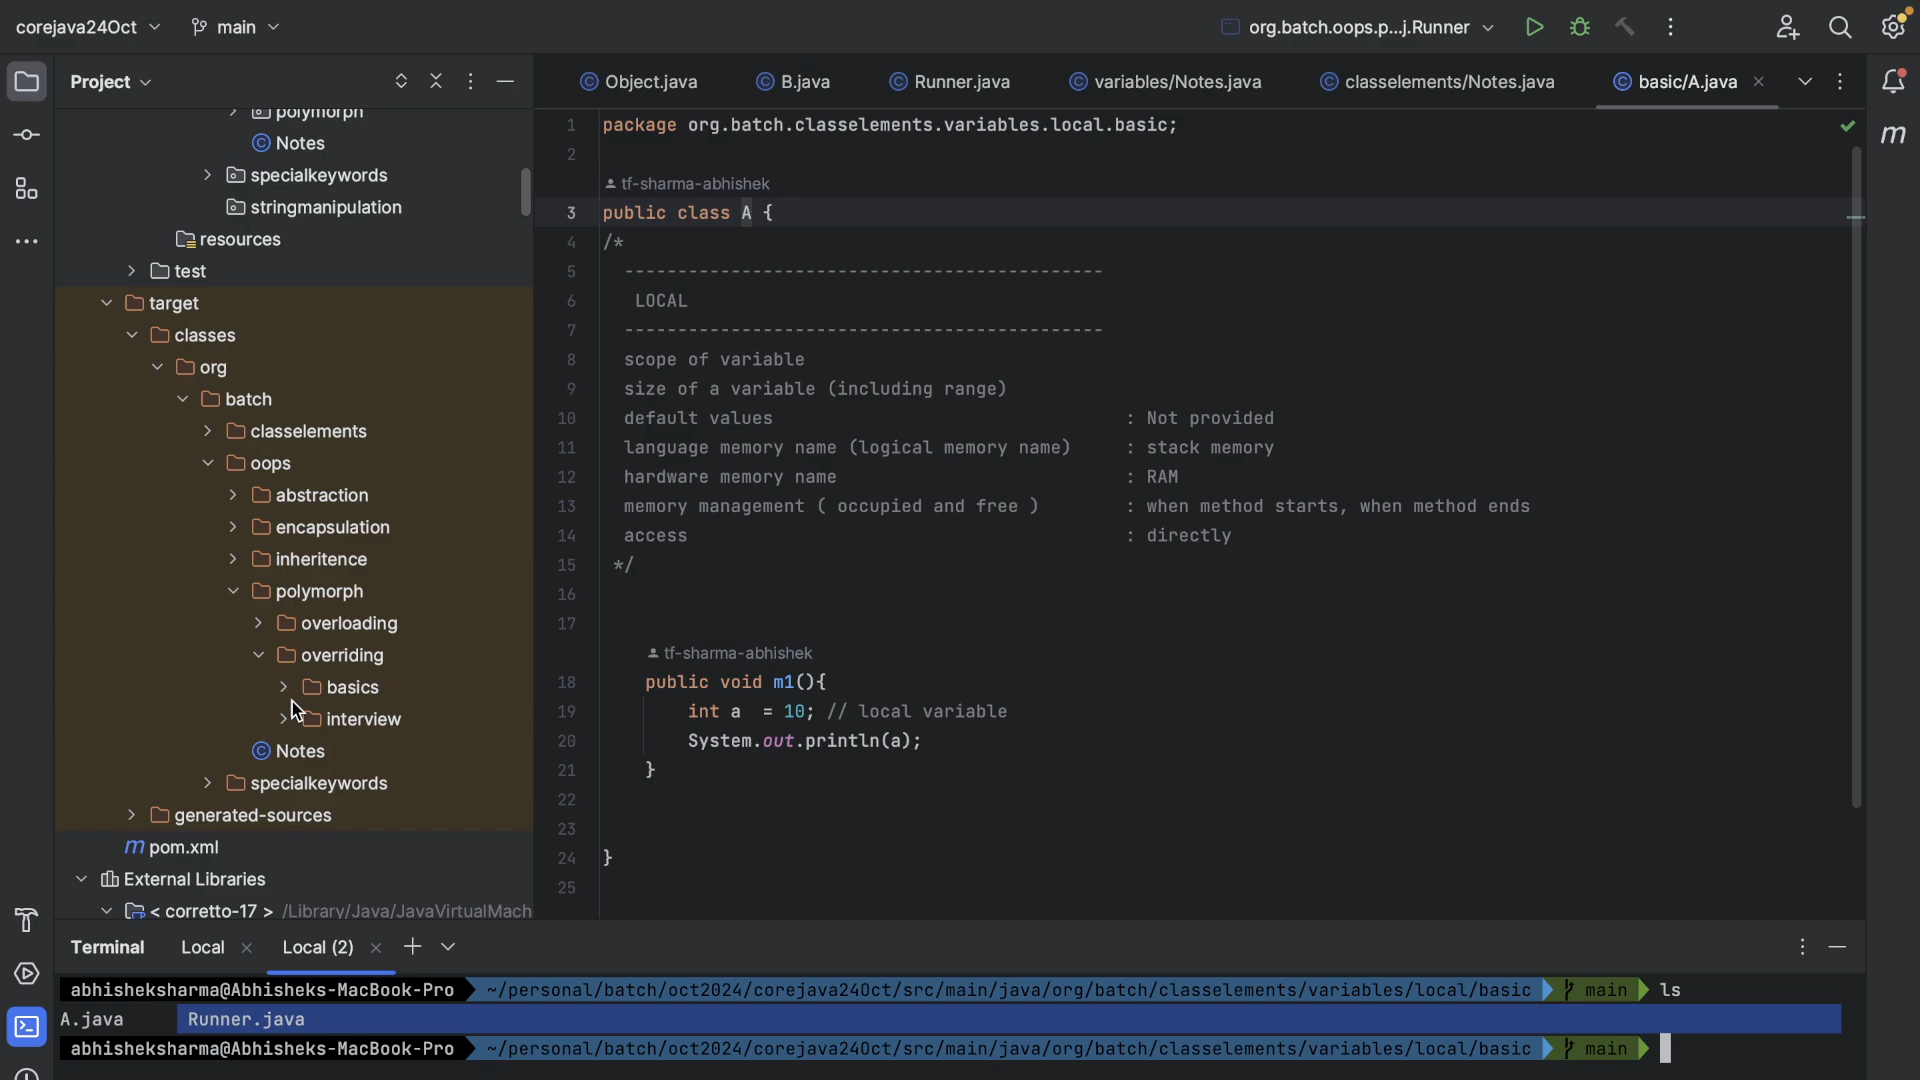 corejava24Oct main org.batch.oops.p...j.Runner
Project
Object.java B.java Runner.java variables/Notes.java classelements/Notes.java basic/A.java
polymorph
Notes
specialkeywords
stringmanipulation
resources
test
target
classes
org
batch
classelements
oops
abstraction
encapsulation
inheritence
polymorph
overloading
overriding
basics
interview
Notes
specialkeywords
generated-sources
pom.xml
External Libraries
< corretto-17 > /Library/Java/JavaVirtualMach
1 package org.batch.classelements.variables.local.basic;
2
tf-sharma-abhishek
3 public class A {
4 /*
5 ---------------------------------------------
6 LOCAL
7 ---------------------------------------------
8 scope of variable
9 size of a variable (including range)
10 default values : Not provided
11 language memory name (logical memory name) : stack memory
12 hardware memory name : RAM
13 memory management ( occupied and free ) : when method starts, when method ends
14 access : directly
15 */
16
17
tf-sharma-abhishek
18 public void m1(){
19 int a = 10; // local variable
20 System.out.println(a);
21 }
22
23
24 }
25
Terminal Local Local (2)
abhisheksharma@Abhisheks-MacBook-Pro ~/personal/batch/oct2024/corejava24Oct/src/main/java/org/batch/classelements/variables/local/basic main ls
A.java Runner.java
abhisheksharma@Abhisheks-MacBook-Pro ~/personal/batch/oct2024/corejava24Oct/src/main/java/org/batch/classelements/variables/local/basic main